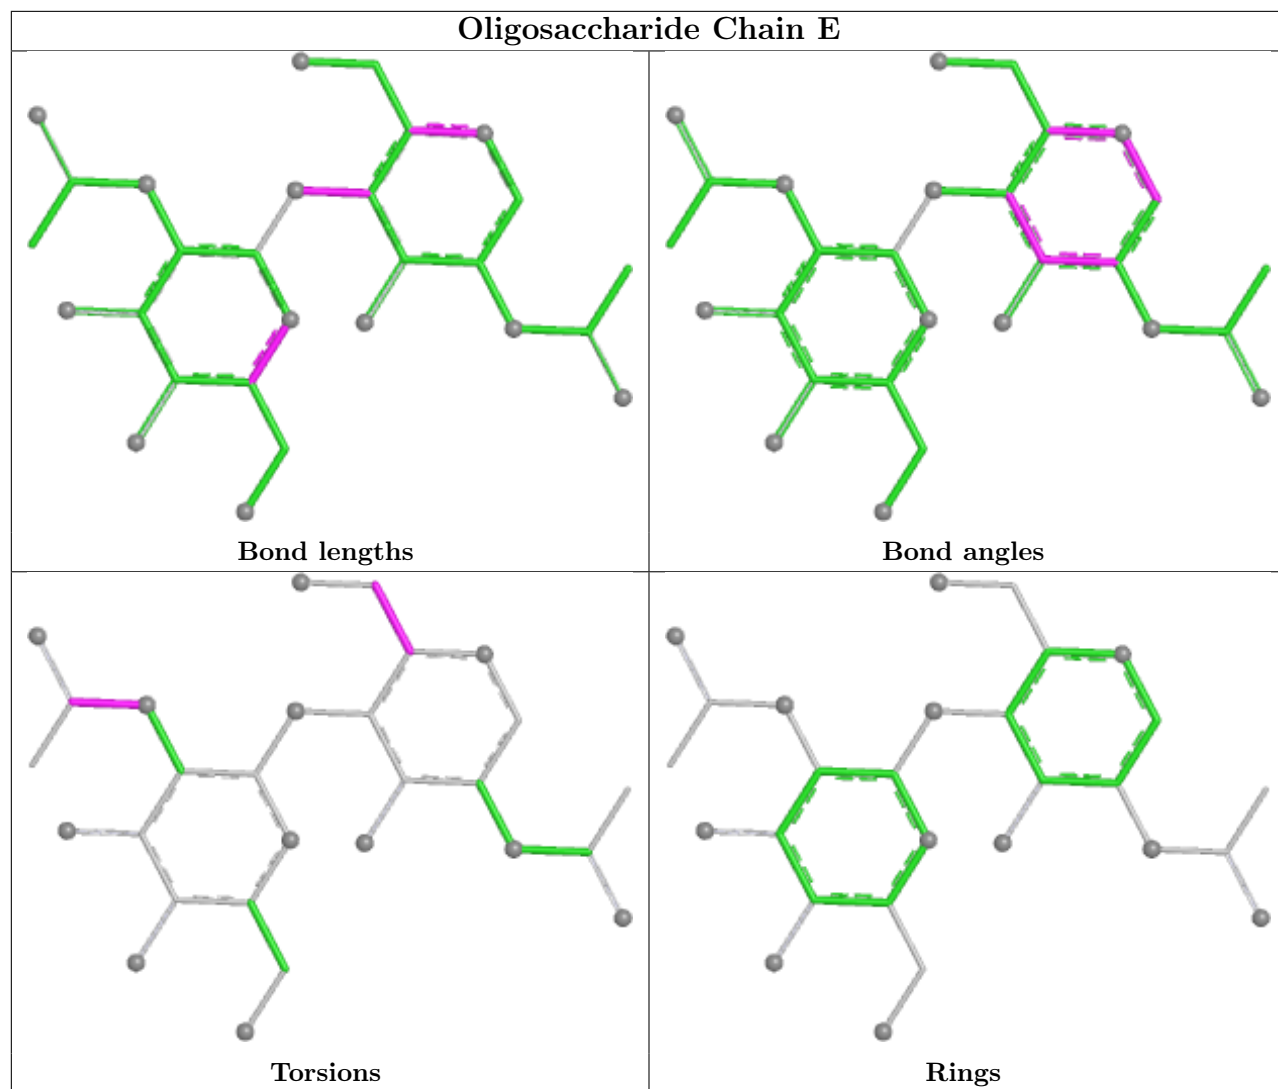 Oligosaccharide Chain E
Bond lengths
Bond angles
Torsions
Rings